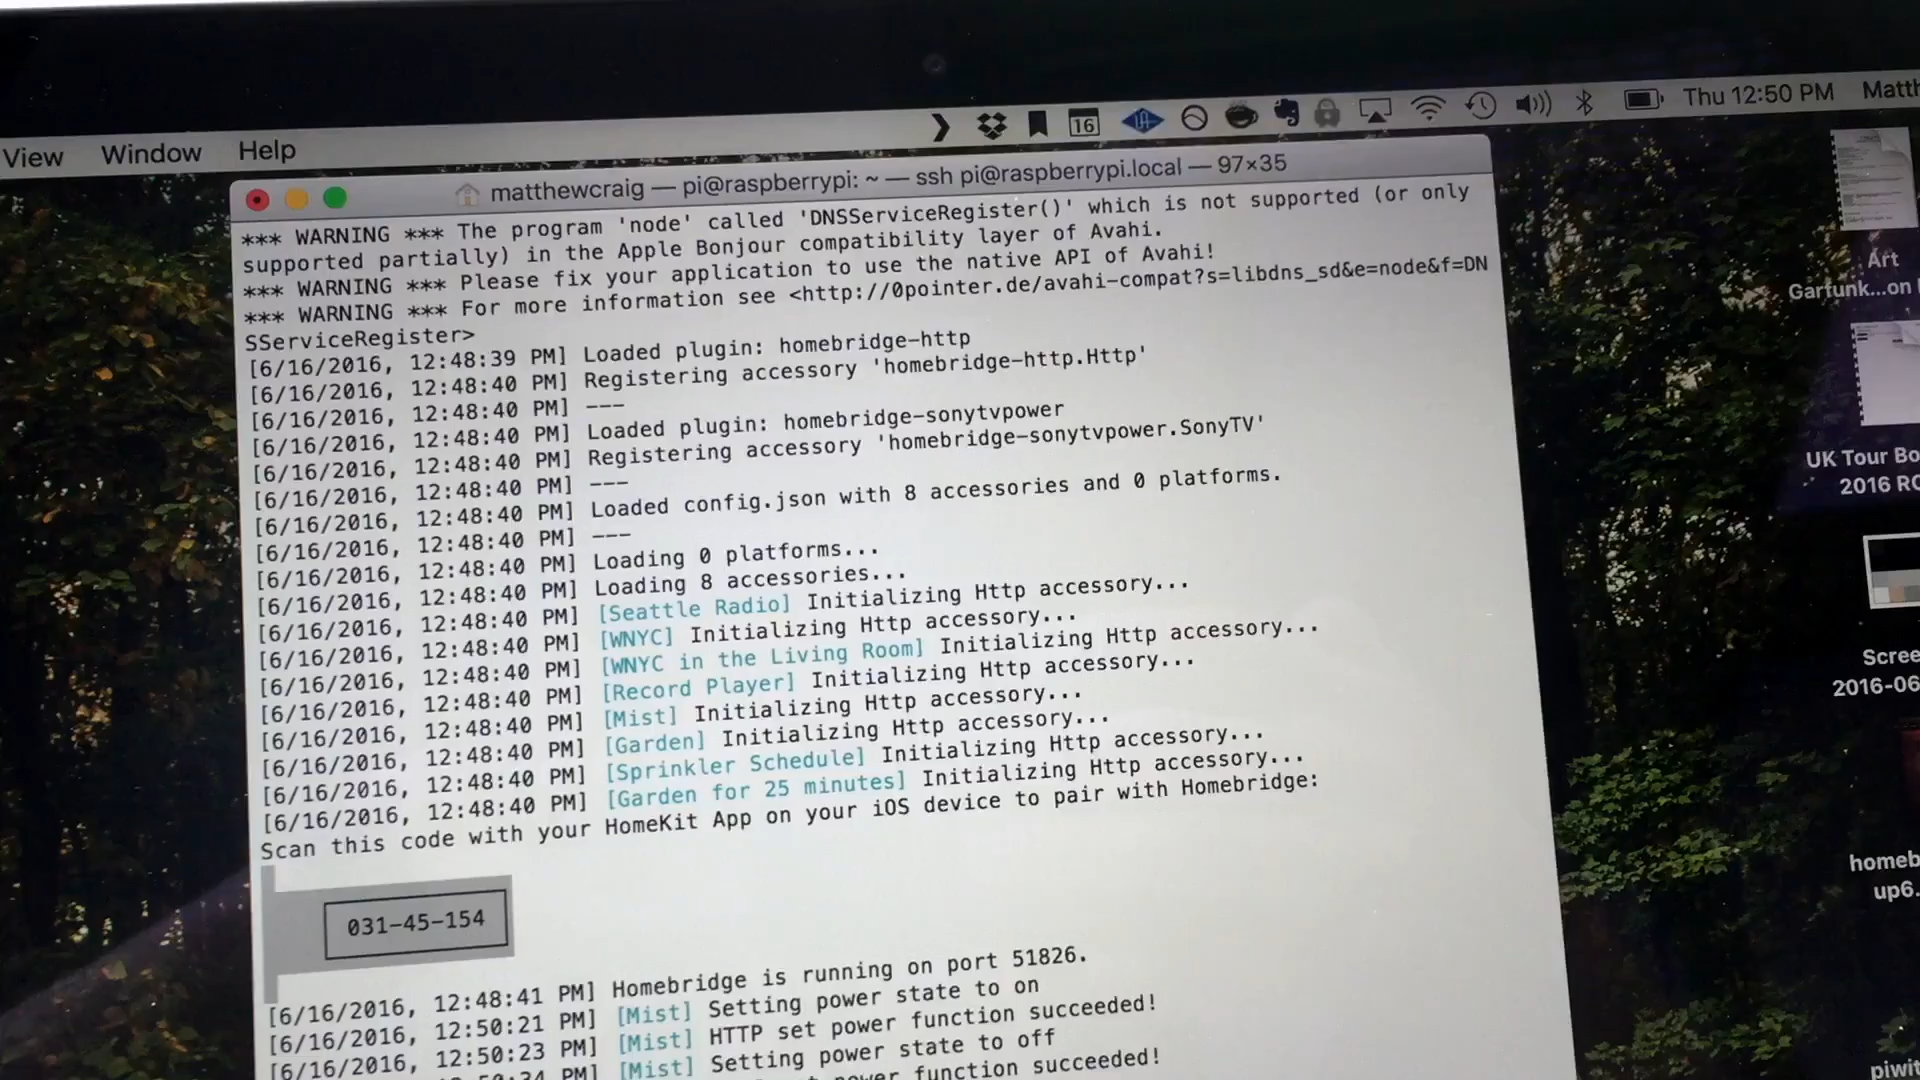 View Window Help
16
Thu 12:50 PM Matth
matthewcraig — pi@raspberrypi: ~ — ssh pi@raspberrypi.local — 97×35
*** WARNING *** The program 'node' called 'DNSServiceRegister()' which is not supported (or only
supported partially) in the Apple Bonjour compatibility layer of Avahi.
*** WARNING *** Please fix your application to use the native API of Avahi!
*** WARNING *** For more information see <http://0pointer.de/avahi-compat?s=libdns_sd&e=node&f=DN
SServiceRegister>
[6/16/2016, 12:48:39 PM] Loaded plugin: homebridge-http
[6/16/2016, 12:48:40 PM] Registering accessory 'homebridge-http.Http'
[6/16/2016, 12:48:40 PM] ---
[6/16/2016, 12:48:40 PM] Loaded plugin: homebridge-sonytvpower
[6/16/2016, 12:48:40 PM] Registering accessory 'homebridge-sonytvpower.SonyTV'
[6/16/2016, 12:48:40 PM] ---
[6/16/2016, 12:48:40 PM] Loaded config.json with 8 accessories and 0 platforms.
[6/16/2016, 12:48:40 PM] ---
[6/16/2016, 12:48:40 PM] Loading 0 platforms...
[6/16/2016, 12:48:40 PM] Loading 8 accessories...
[6/16/2016, 12:48:40 PM] [Seattle Radio] Initializing Http accessory...
[6/16/2016, 12:48:40 PM] [WNYC] Initializing Http accessory...
[6/16/2016, 12:48:40 PM] [WNYC in the Living Room] Initializing Http accessory...
[6/16/2016, 12:48:40 PM] [Record Player] Initializing Http accessory...
[6/16/2016, 12:48:40 PM] [Mist] Initializing Http accessory...
[6/16/2016, 12:48:40 PM] [Garden] Initializing Http accessory...
[6/16/2016, 12:48:40 PM] [Sprinkler Schedule] Initializing Http accessory...
[6/16/2016, 12:48:40 PM] [Garden for 25 minutes] Initializing Http accessory...
Scan this code with your HomeKit App on your iOS device to pair with Homebridge:
031-45-154
[6/16/2016, 12:48:41 PM] Homebridge is running on port 51826.
[6/16/2016, 12:50:21 PM] [Mist] Setting power state to on
[6/16/2016, 12:50:23 PM] [Mist] HTTP set power function succeeded!
[Mist] Setting power state to off
power function succeeded!
Art
Garfunk...on
UK Tour Bo
2016 RO
Scree
2016-06
homeb
up6.
piwit